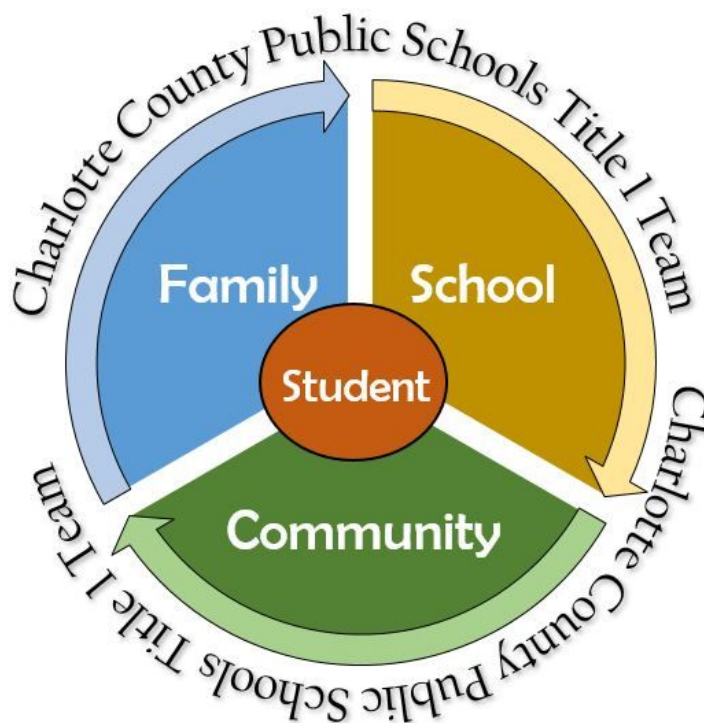 Charlotte County Public Schools Title I Team
Family
School
Student
Community
Charlotte County Public Schools Title I Team